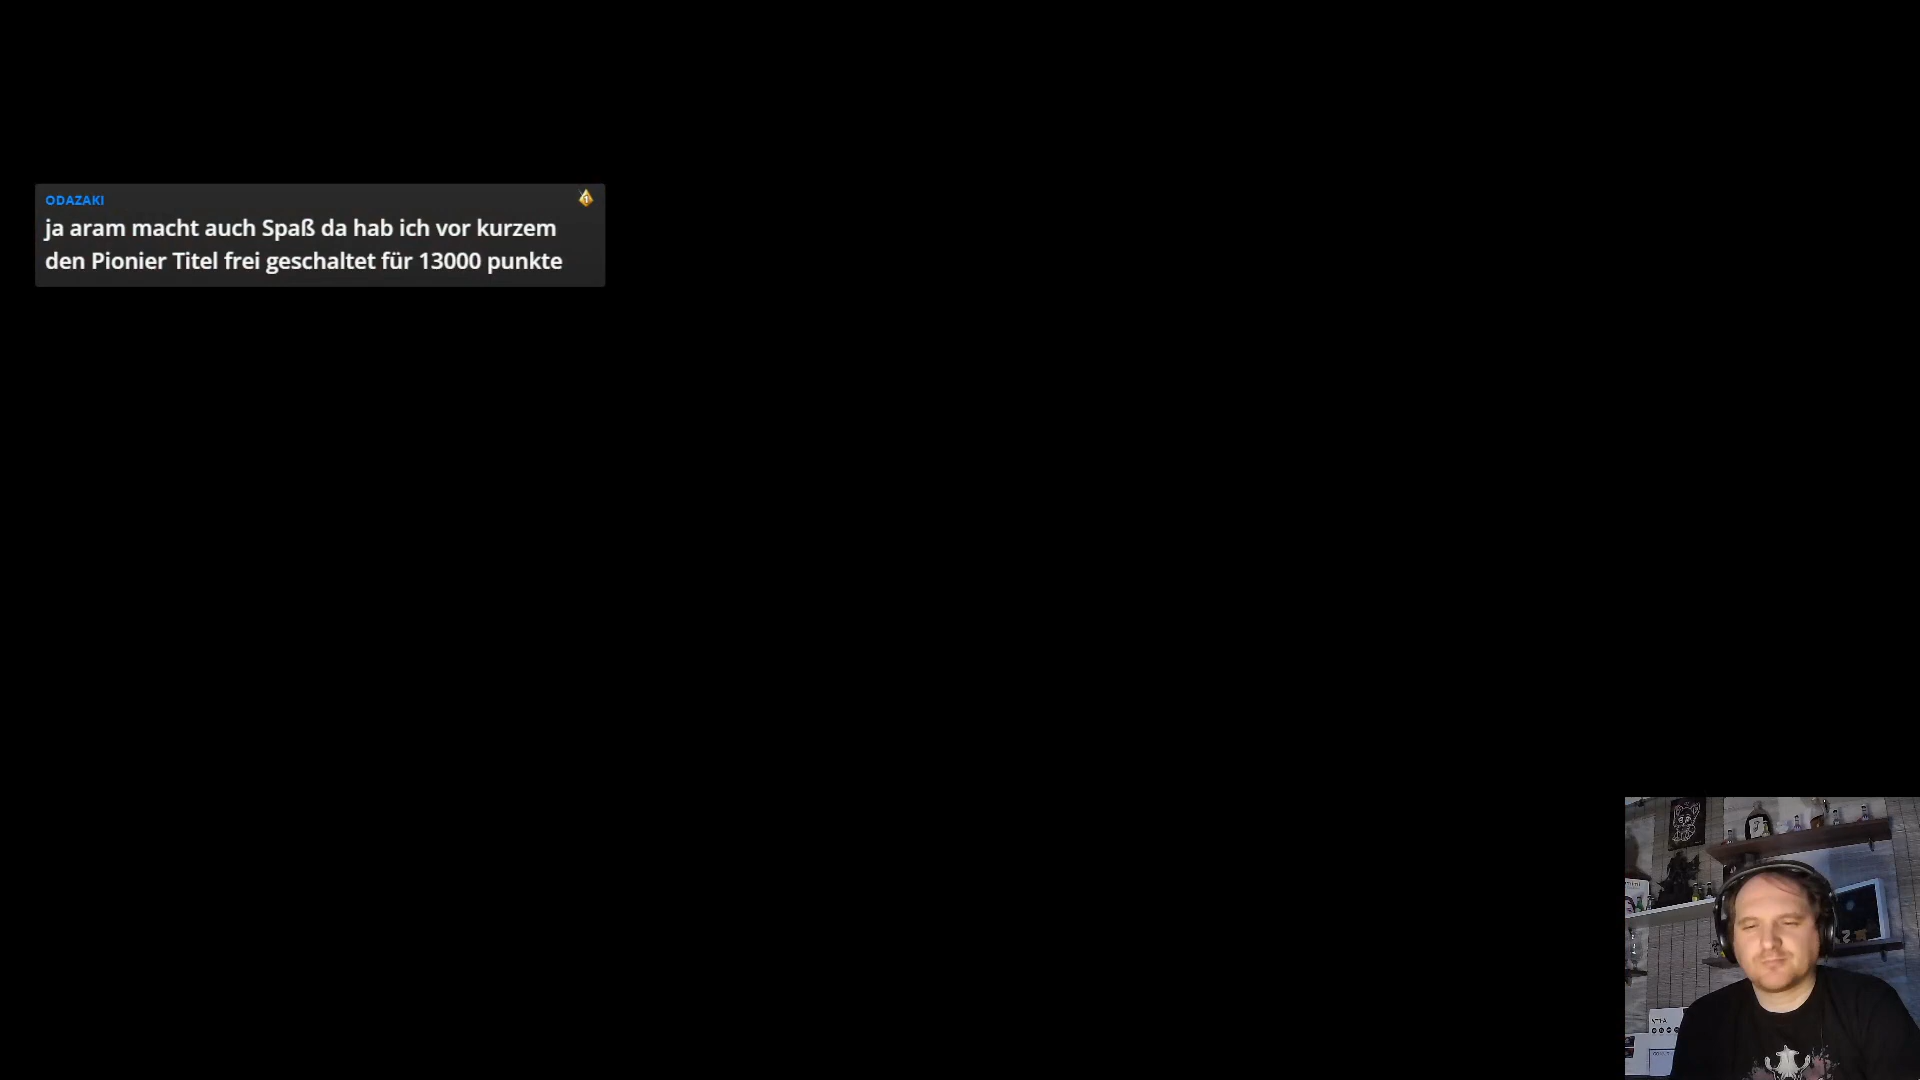 ODAZAKI
ja aram macht auch Spaß da hab ich vor kurzem
den Pionier Titel frei geschaltet für 13000 punkte